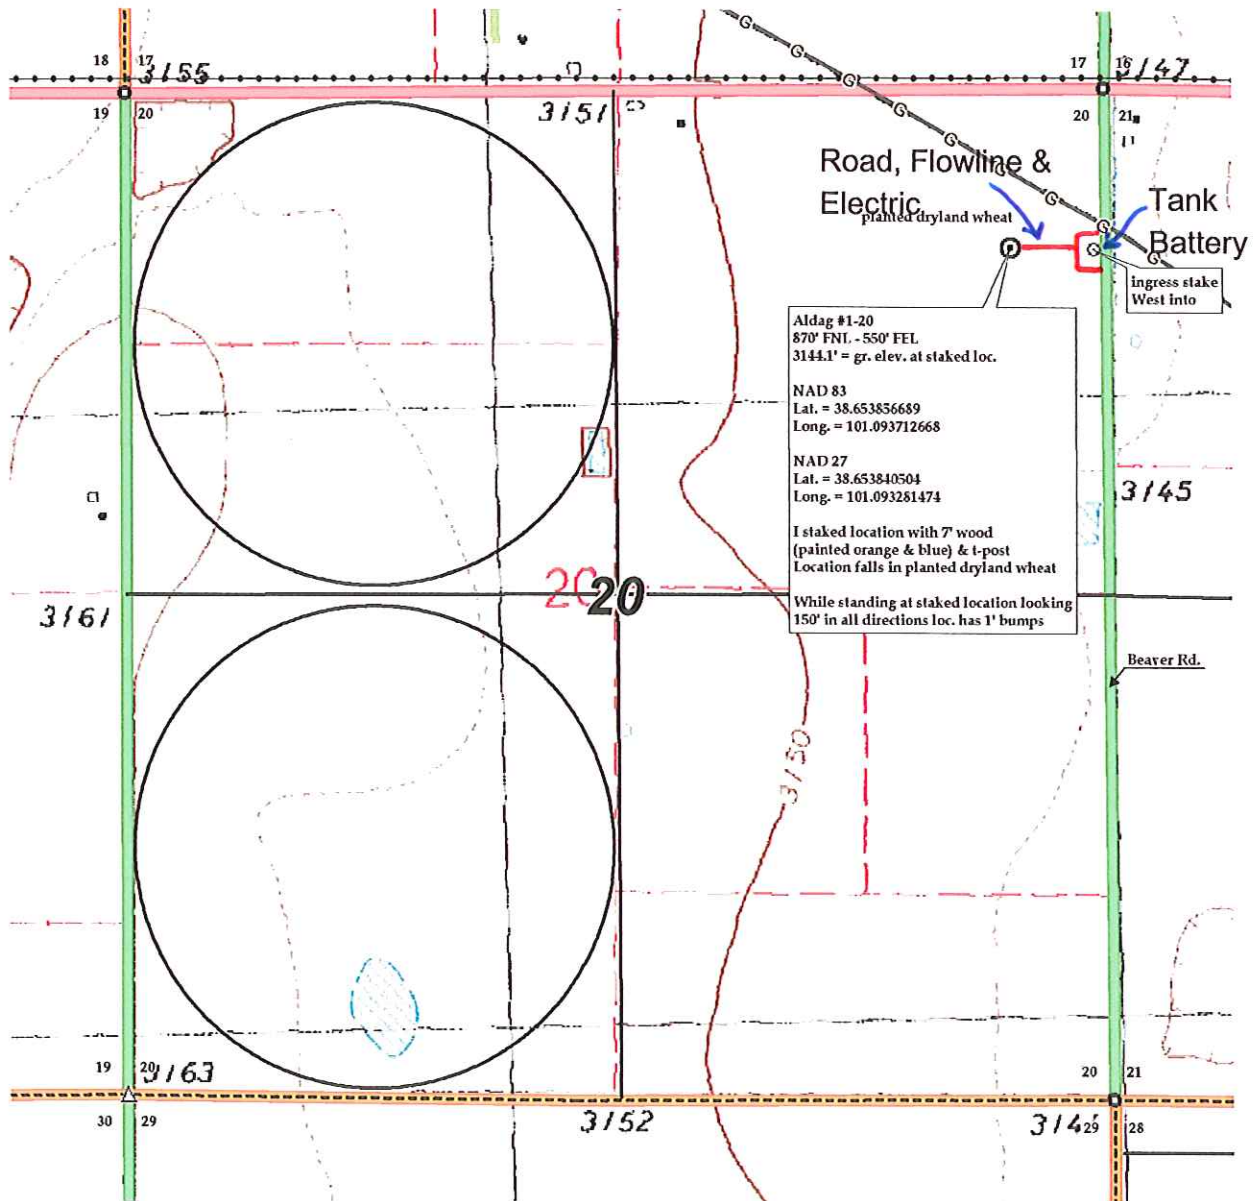 18 17
3155
17 16
3147
19 20
3151
20 21
G
G
G
G
G
G
G
G
G
Road, Flowline &
Electric
planted dryland wheat
Tank
Battery
G
ingress stake
West into
Aldag #1-20
870' FNL - 550' FEL
3144.1' = gr. elev. at staked loc.
NAD 83
Lat. = 38.653856689
Long. = 101.093712668
NAD 27
Lat. = 38.653840504
Long. = 101.093281474
I staked location with 7' wood
(painted orange & blue) & t-post
Location falls in planted dryland wheat
While standing at staked location looking
150' in all directions loc. has 1' bumps
3145
20
20
3161
Beaver Rd.
3150
19 20
3163
20 21
30 29
3152
29 28